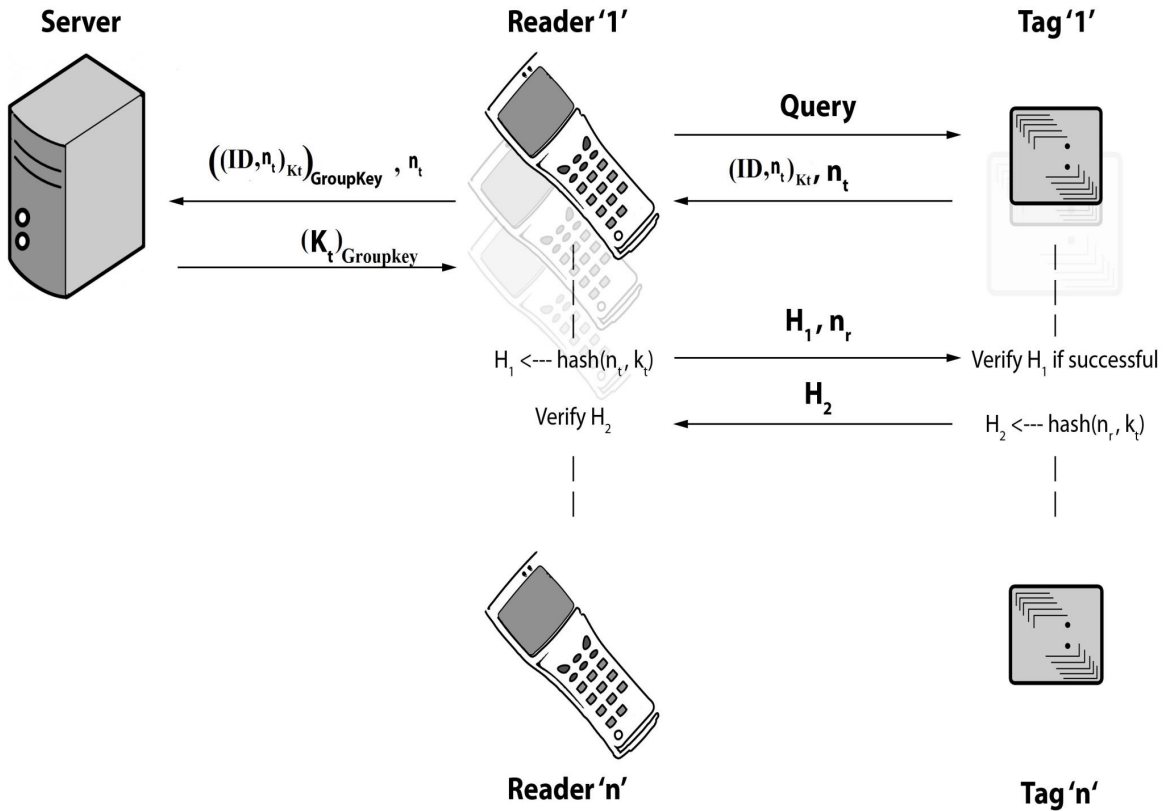 Server
Reader '1'
Tag '1'
Query
((ID,nₜ)Kt)GroupKey , nₜ
(ID,nₜ)Kt, nₜ
(Kₜ)Groupkey
H₁, nᵣ
H₁ <--- hash(nₜ, kₜ)
Verify H₁ if successful
H₂
Verify H₂
H₂ <--- hash(nᵣ, kₜ)
Reader 'n'
Tag 'n'